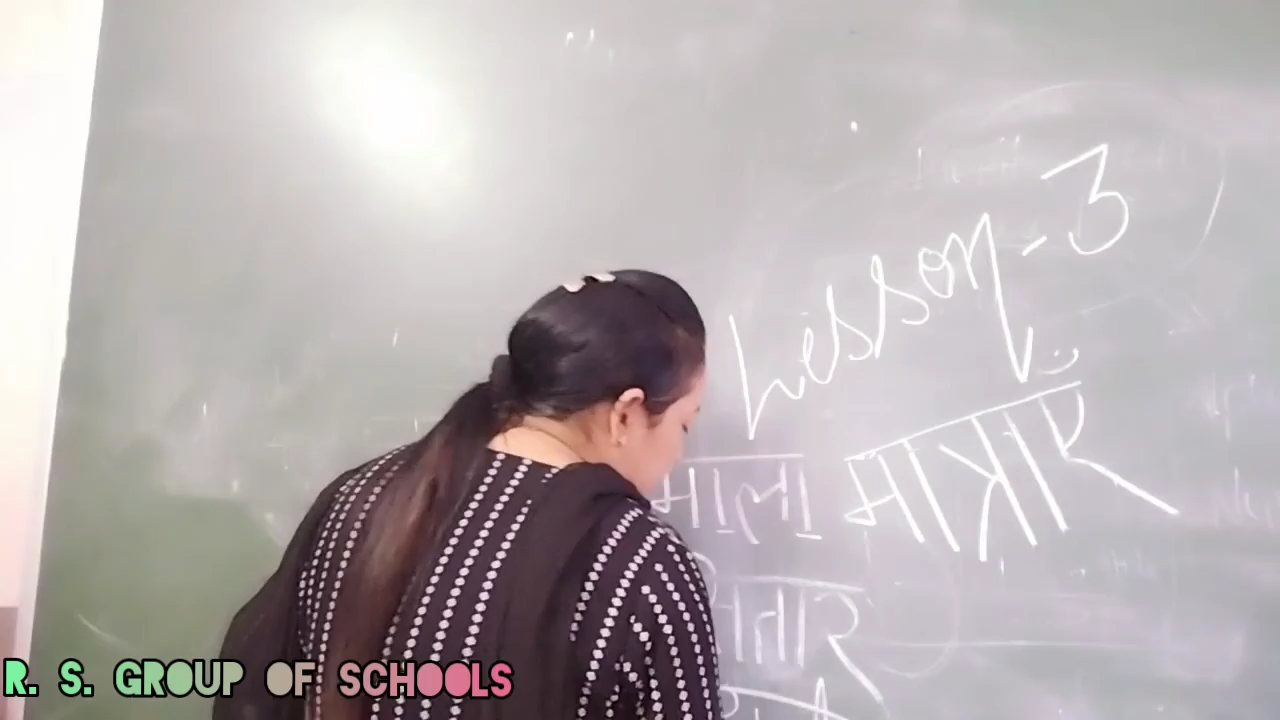 Lesson-3
माला मात्राएँ
सितार
R. S. GROUP OF SCHOOLS